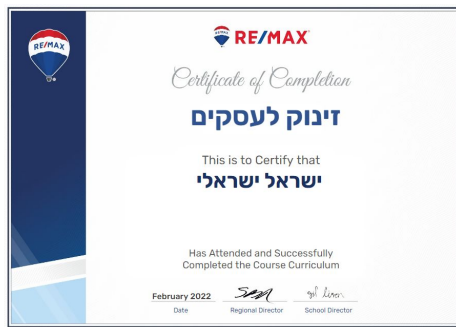 RE/MAX
RE/MAX
Certificate of Completion
זינוק לעסקים
This is to Certify that
ישראל ישראלי
Has Attended and Successfully
Completed the Course Curriculum
February 2022
Date
Regional Director
School Director